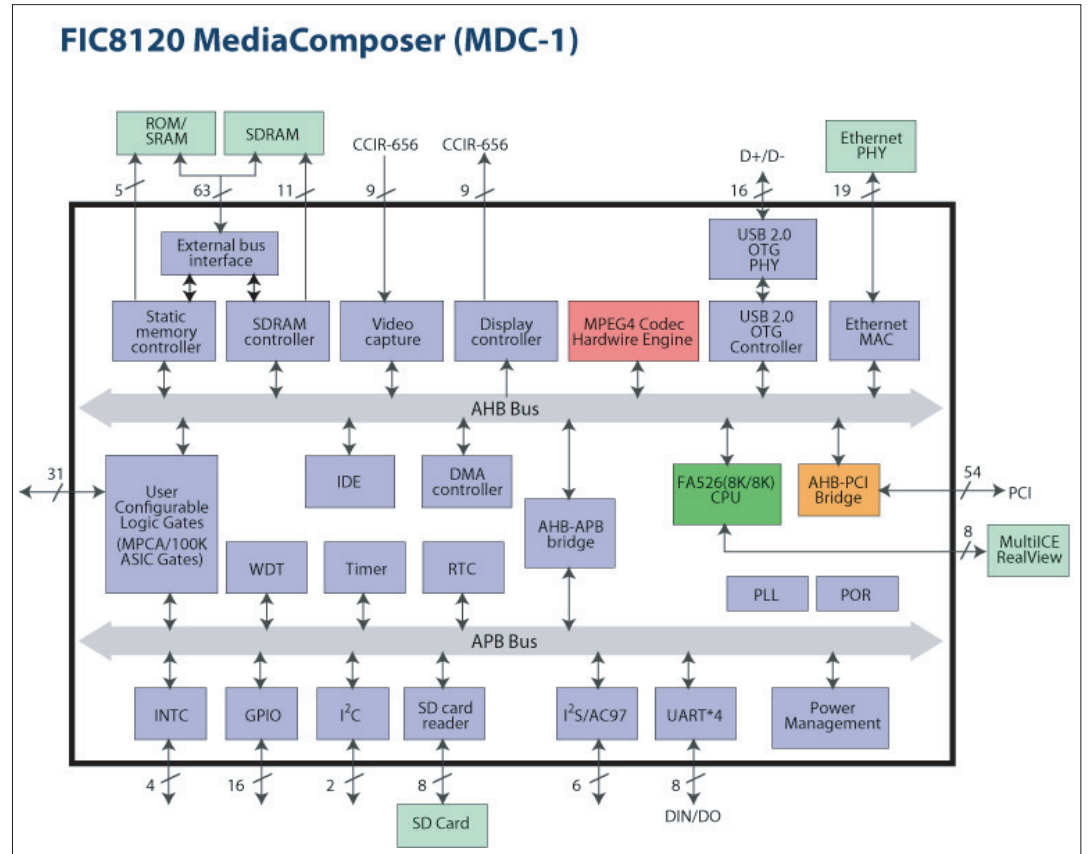 FIC8120 MediaComposer (MDC-1)
ROM/
SRAM
SDRAM
CCIR-656
CCIR-656
D+/D-
Ethernet
PHY
5
63
11
9
9
16
19
External bus
interface
USB 2.0
OTG
PHY
Static
memory
controller
SDRAM
controller
Video
capture
Display
controller
MPEG4 Codec
Hardwire Engine
USB 2.0
OTG
Controller
Ethernet
MAC
AHB Bus
31
User
Configurable
Logic Gates
(MPCA/100K
ASIC Gates)
IDE
DMA
controller
AHB-APB
bridge
FA526(8K/8K)
CPU
AHB-PCI
Bridge
54
PCI
8
MultiICE
RealView
WDT
Timer
RTC
PLL
POR
APB Bus
INTC
GPIO
I²C
SD card
reader
I²S/AC97
UART*4
Power
Management
4
16
2
8
6
8
SD Card
DIN/DO